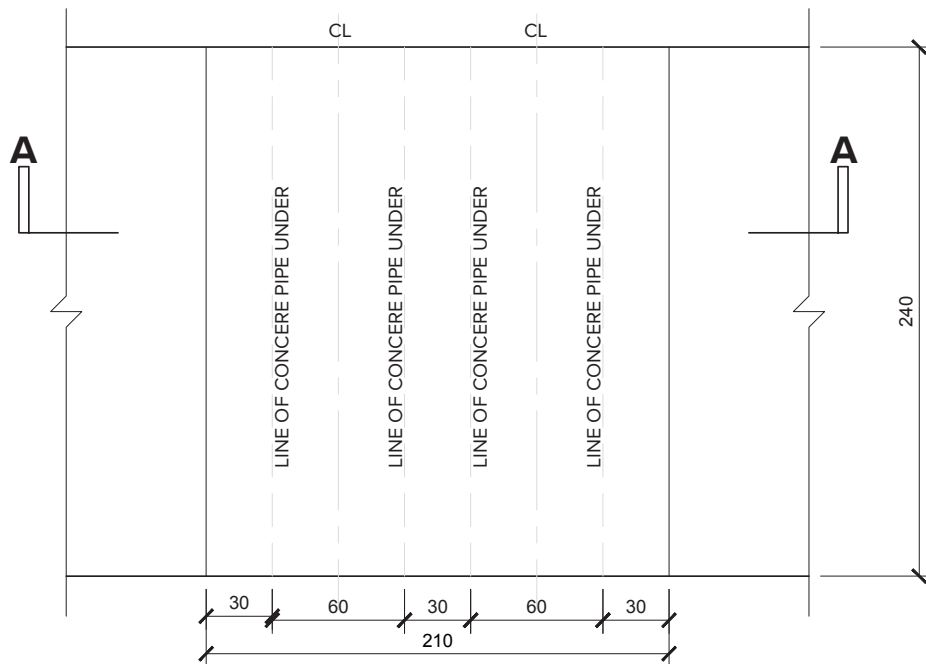 CL
CL
A
A
LINE OF CONCERE PIPE UNDER
LINE OF CONCERE PIPE UNDER
LINE OF CONCERE PIPE UNDER
LINE OF CONCERE PIPE UNDER
240
30
60
30
60
30
210